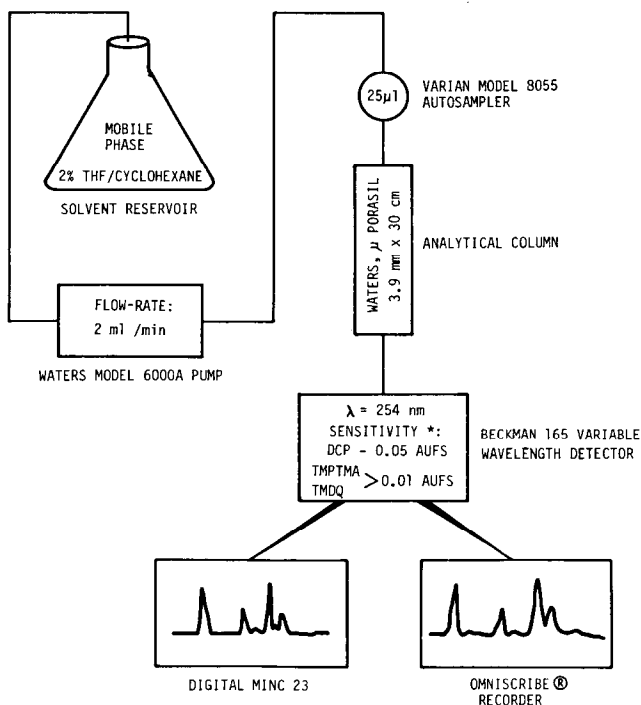 MOBILE
PHASE
2% THF/CYCLOHEXANE
SOLVENT RESERVOIR
FLOW-RATE:
2 ml /min
WATERS MODEL 6000A PUMP
25μl
VARIAN MODEL 8055
AUTOSAMPLER
WATERS, μ PORASIL
3.9 mm x 30 cm
ANALYTICAL COLUMN
λ = 254 nm
SENSITIVITY *:
DCP - 0.05 AUFS
TMPTMA
TMDQ
> 0.01 AUFS
BECKMAN 165 VARIABLE
WAVELENGTH DETECTOR
DIGITAL MINC 23
OMNISCRIBE ®
RECORDER